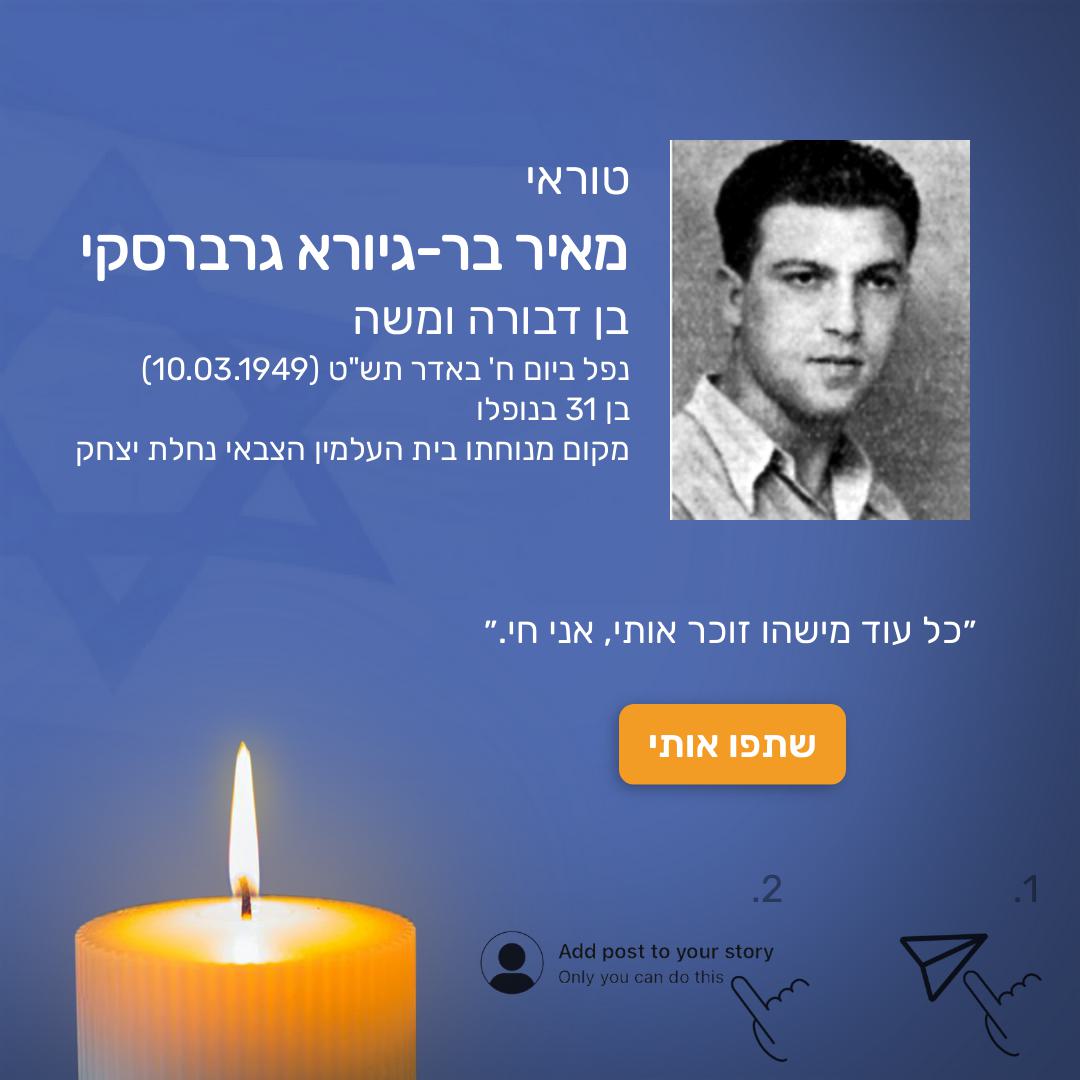 טוראי
מאיר בר-גיורא גרברסקי
בן דבורה ומשה
נפל ביום ח' באדר תש"ט (10.03.1949)
בן 31 בנופלו
מקום מנוחתו בית העלמין הצבאי נחלת יצחק
״כל עוד מישהו זוכר אותי, אני חי.״
שתפו אותי
.1
.2
Add post to your story
Only you can do this